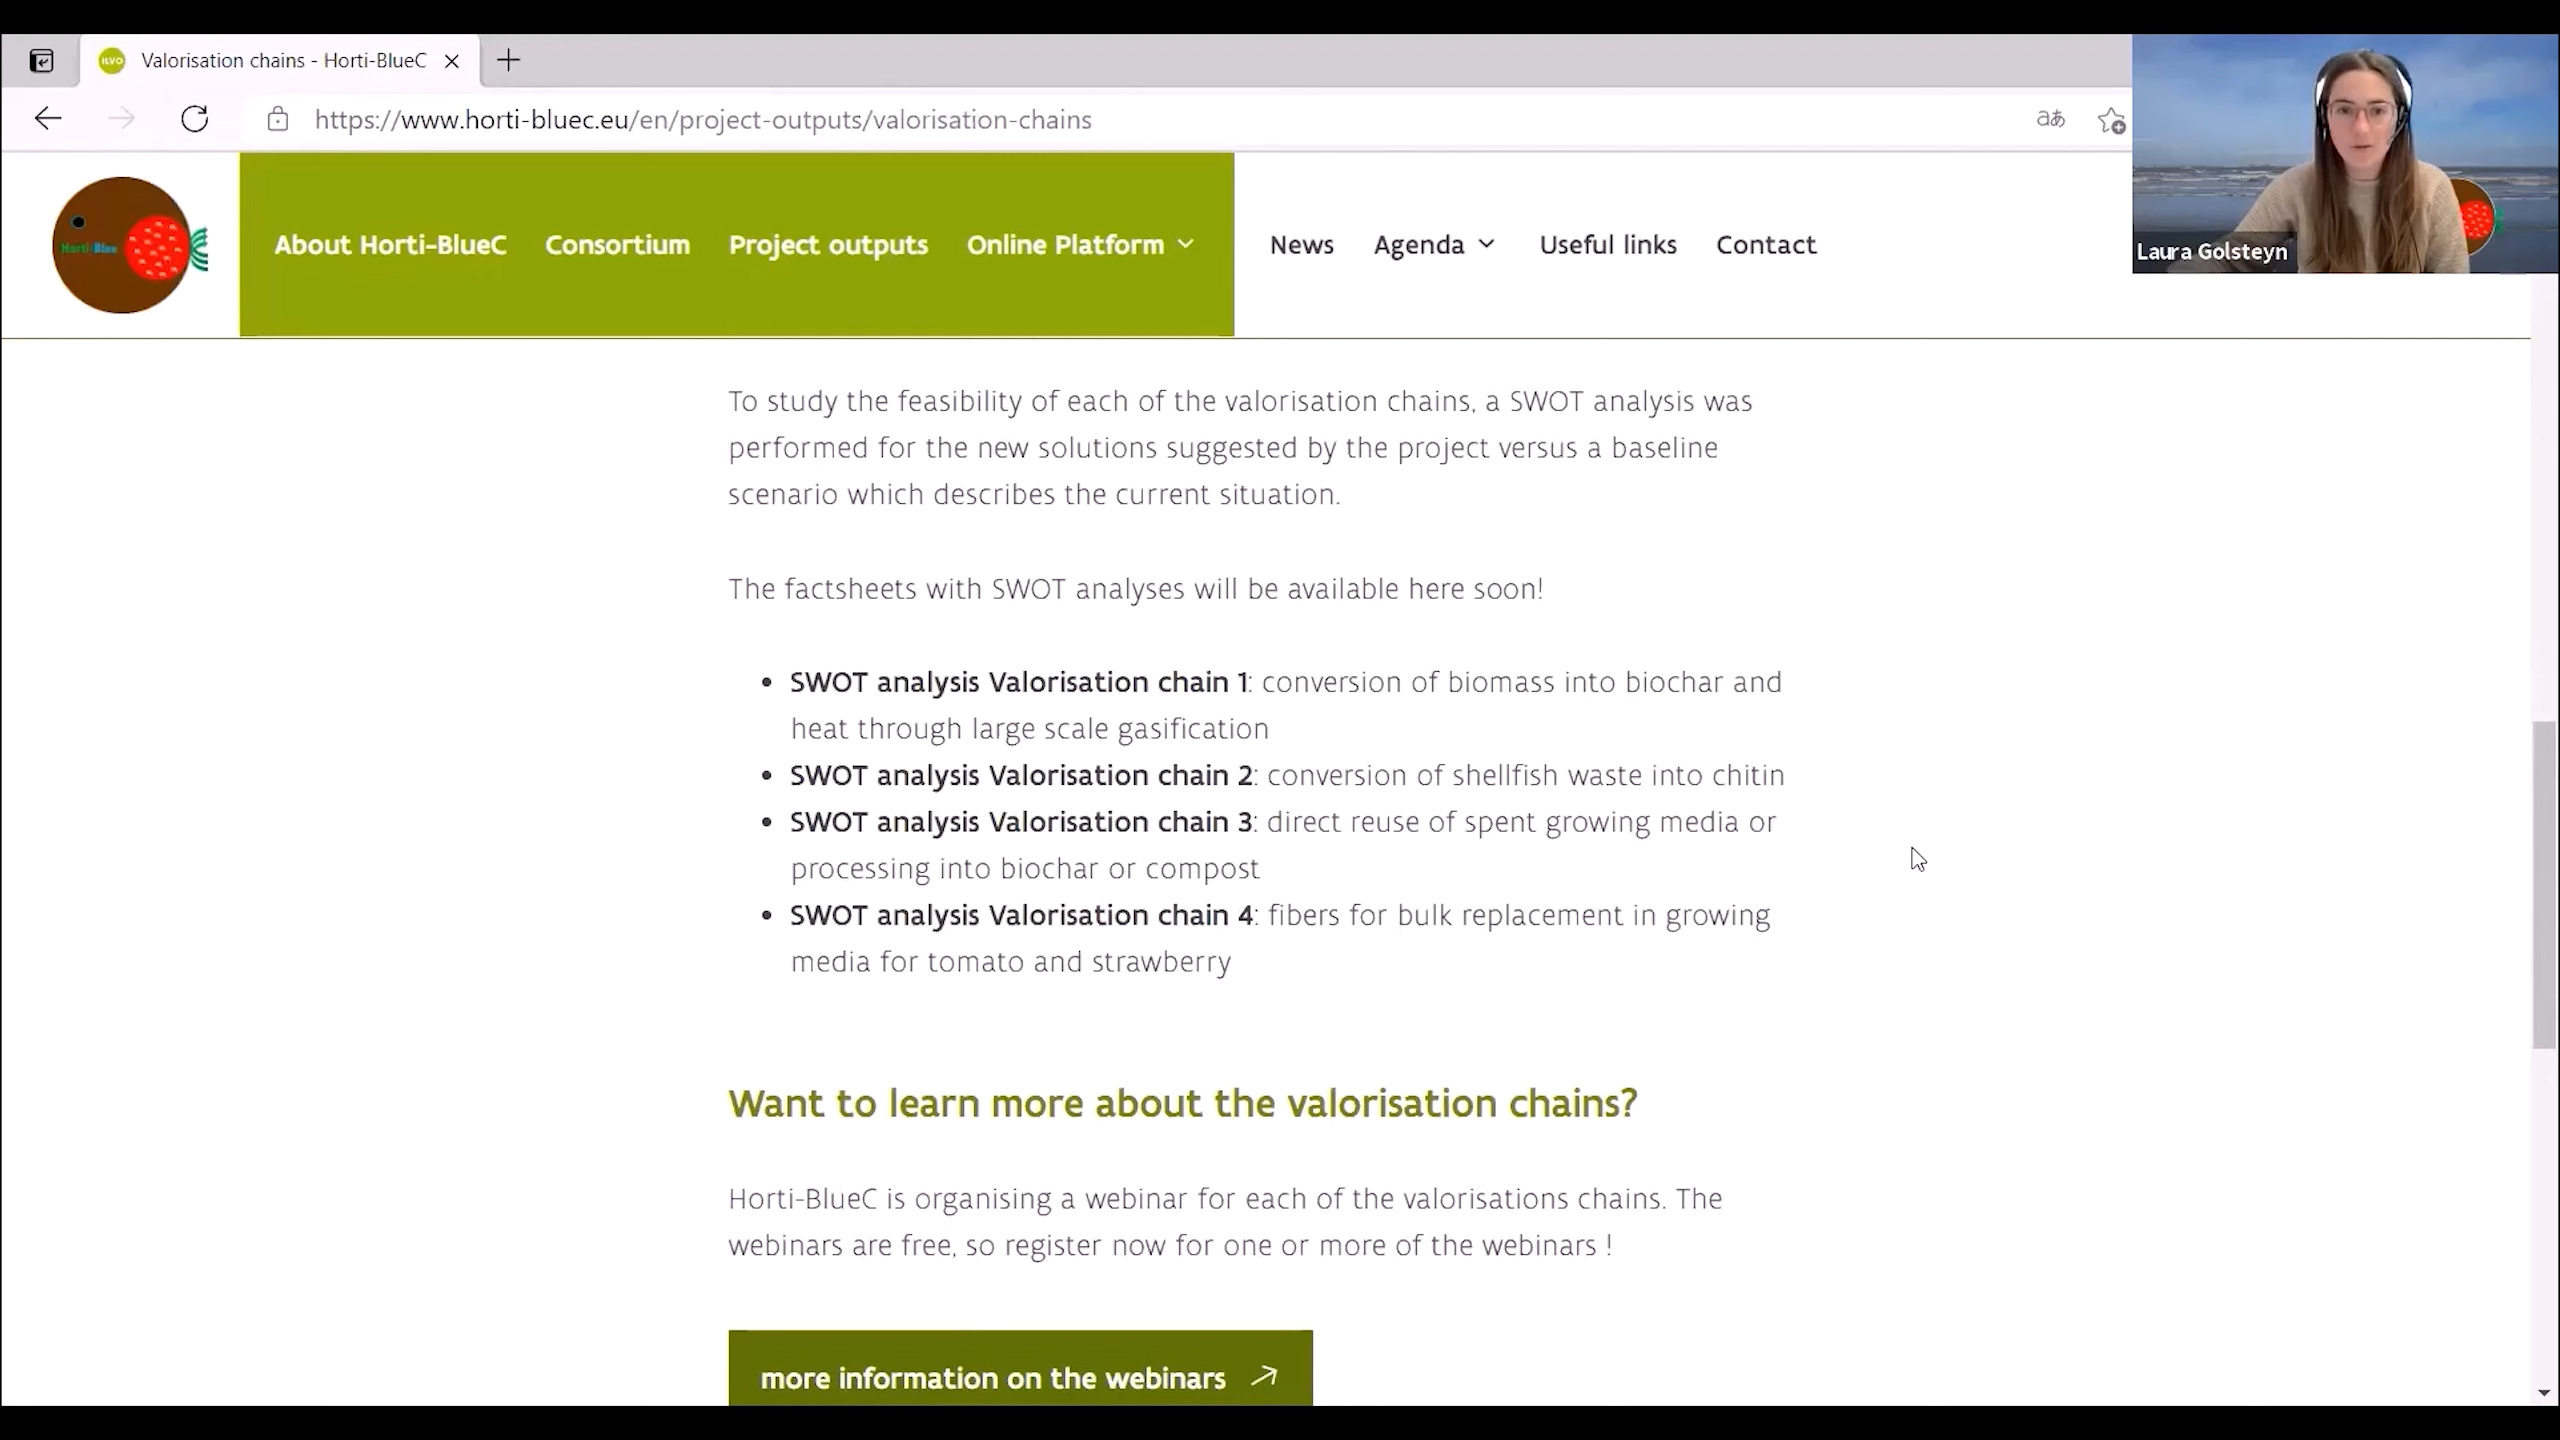 ILVO
Valorisation chains - Horti-BlueC
https://www.horti-bluec.eu/en/project-outputs/valorisation-chains
aあ
Horti-Blue
About Horti-BlueC
Consortium
Project outputs
Online Platform
News
Agenda
Useful links
Contact
Laura Golsteyn
To study the feasibility of each of the valorisation chains, a SWOT analysis was
performed for the new solutions suggested by the project versus a baseline
scenario which describes the current situation.
The factsheets with SWOT analyses will be available here soon!
• SWOT analysis Valorisation chain 1: conversion of biomass into biochar and
heat through large scale gasification
• SWOT analysis Valorisation chain 2: conversion of shellfish waste into chitin
• SWOT analysis Valorisation chain 3: direct reuse of spent growing media or
processing into biochar or compost
• SWOT analysis Valorisation chain 4: fibers for bulk replacement in growing
media for tomato and strawberry
Want to learn more about the valorisation chains?
Horti-BlueC is organising a webinar for each of the valorisations chains. The
webinars are free, so register now for one or more of the webinars !
more information on the webinars